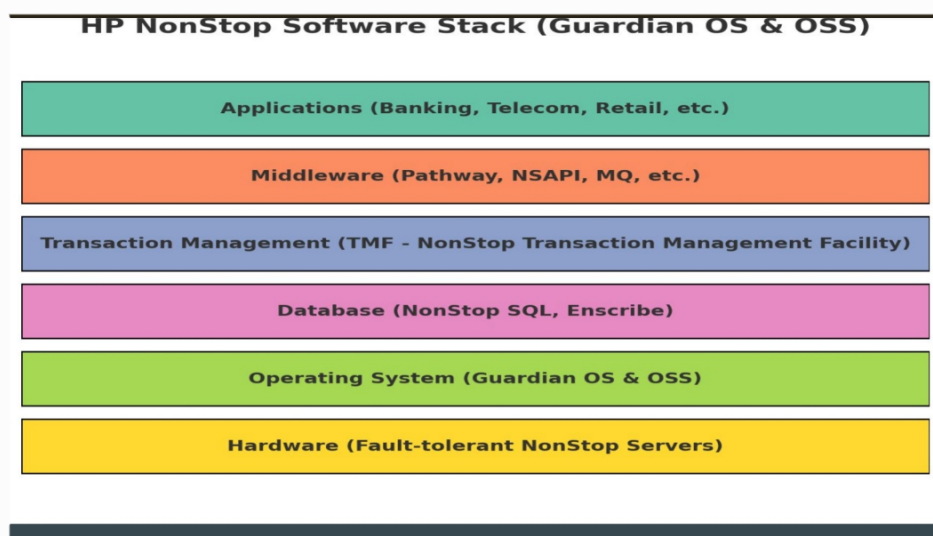 HP NonStop Software Stack (Guardian OS & OSS)
Applications (Banking, Telecom, Retail, etc.)
Middleware (Pathway, NSAPI, MQ, etc.)
Transaction Management (TMF - NonStop Transaction Management Facility)
Database (NonStop SQL, Enscribe)
Operating System (Guardian OS & OSS)
Hardware (Fault-tolerant NonStop Servers)